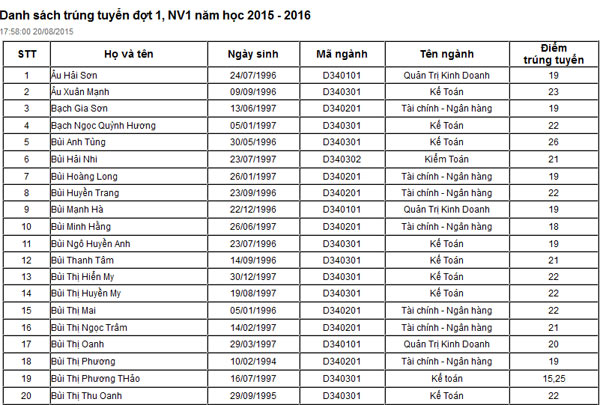 Danh sách trúng tuyển đợt 1, NV1 năm học 2015 - 2016
17:58:00 20/08/2015
STT Họ và tên Ngày sinh Mã ngành Tên ngành Điểm trúng tuyển
1 Âu Hải Sơn 24/07/1996 D340101 Quản Trị Kinh Doanh 19
2 Âu Xuân Mạnh 09/09/1996 D340301 Kế Toán 23
3 Bạch Gia Sơn 13/06/1997 D340201 Tài chính - Ngân hàng 19
4 Bạch Ngọc Quỳnh Hương 05/01/1997 D340301 Kế Toán 22
5 Bùi Anh Tùng 30/05/1996 D340301 Kế Toán 26
6 Bùi Hải Nhi 23/07/1997 D340302 Kiểm Toán 21
7 Bùi Hoàng Long 26/01/1997 D340201 Tài chính - Ngân hàng 19
8 Bùi Huyền Trang 23/09/1996 D340201 Tài chính - Ngân hàng 22
9 Bùi Mạnh Hà 22/12/1996 D340101 Quản Trị Kinh Doanh 19
10 Bùi Minh Hằng 26/06/1997 D340201 Tài chính - Ngân hàng 18
11 Bùi Ngô Huyền Anh 23/07/1996 D340301 Kế Toán 19
12 Bùi Thanh Tâm 14/09/1996 D340301 Kế Toán 21
13 Bùi Thị Hiển My 30/12/1997 D340301 Kế Toán 22
14 Bùi Thị Huyền My 19/08/1997 D340301 Kế Toán 22
15 Bùi Thị Mai 05/01/1996 D340201 Tài chính - Ngân hàng 22
16 Bùi Thị Ngọc Trâm 14/02/1997 D340201 Tài chính - Ngân hàng 21
17 Bùi Thị Oanh 29/03/1997 D340101 Quản Trị Kinh Doanh 20
18 Bùi Thị Phương 10/02/1994 D340201 Tài chính - Ngân hàng 19
19 Bùi Thị Phương THảo 16/07/1997 D340301 Kế toán 15,25
20 Bùi Thị Thu Oanh 29/09/1995 D340301 Kế Toán 22